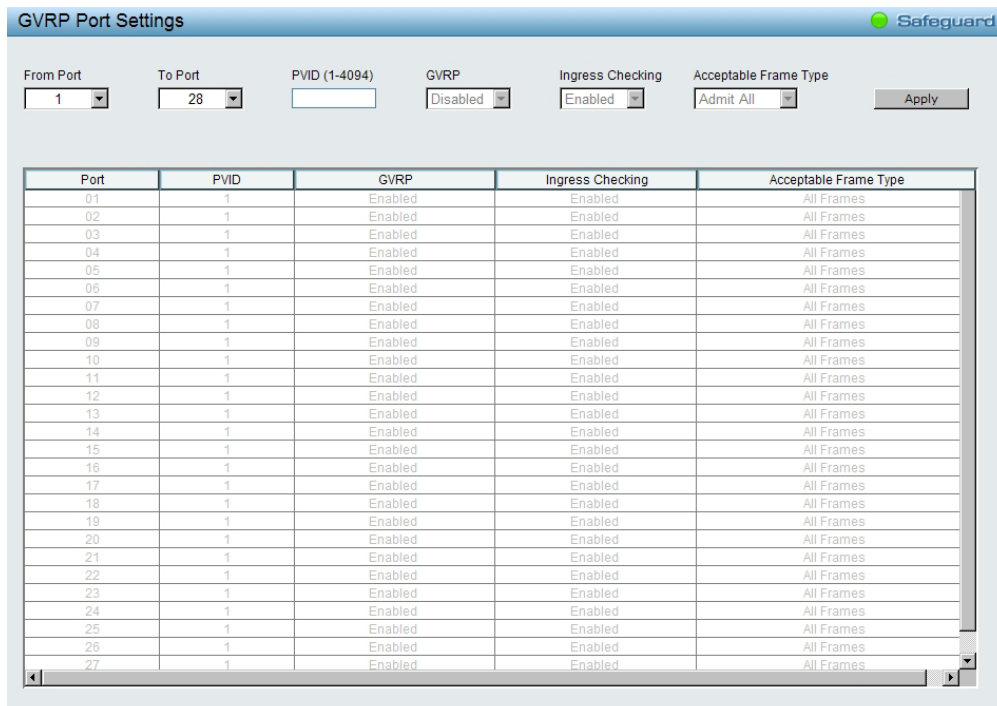 GVRP Port Settings Safeguard
From Port To Port PVID (1-4094) GVRP Ingress Checking Acceptable Frame Type
1 28 Disabled Enabled Admit All Apply
Port PVID GVRP Ingress Checking Acceptable Frame Type
01 1 Enabled Enabled All Frames
02 1 Enabled Enabled All Frames
03 1 Enabled Enabled All Frames
04 1 Enabled Enabled All Frames
05 1 Enabled Enabled All Frames
06 1 Enabled Enabled All Frames
07 1 Enabled Enabled All Frames
08 1 Enabled Enabled All Frames
09 1 Enabled Enabled All Frames
10 1 Enabled Enabled All Frames
11 1 Enabled Enabled All Frames
12 1 Enabled Enabled All Frames
13 1 Enabled Enabled All Frames
14 1 Enabled Enabled All Frames
15 1 Enabled Enabled All Frames
16 1 Enabled Enabled All Frames
17 1 Enabled Enabled All Frames
18 1 Enabled Enabled All Frames
19 1 Enabled Enabled All Frames
20 1 Enabled Enabled All Frames
21 1 Enabled Enabled All Frames
22 1 Enabled Enabled All Frames
23 1 Enabled Enabled All Frames
24 1 Enabled Enabled All Frames
25 1 Enabled Enabled All Frames
26 1 Enabled Enabled All Frames
27 1 Enabled Enabled All Frames